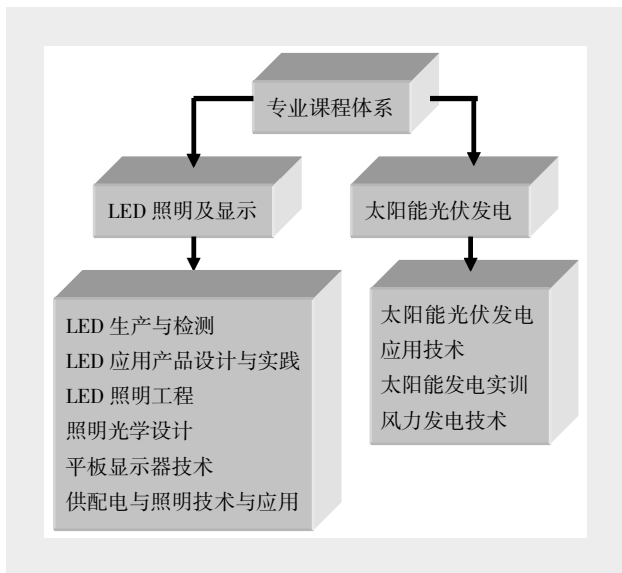 专业课程体系
LED 照明及显示
太阳能光伏发电
LED 生产与检测
LED 应用产品设计与实践
LED 照明工程
照明光学设计
平板显示器技术
供配电与照明技术与应用
太阳能光伏发电
应用技术
太阳能发电实训
风力发电技术